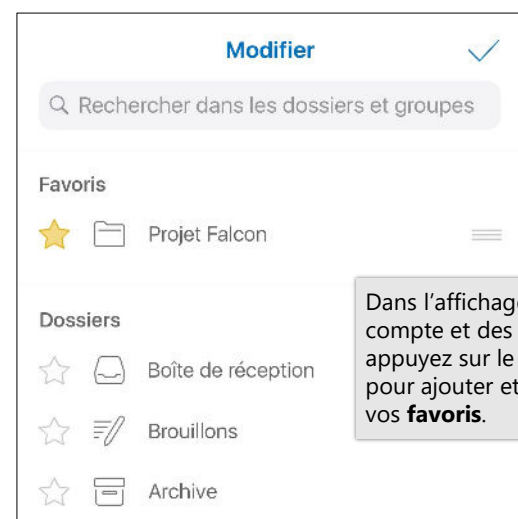 Modifier
Rechercher dans les dossiers et groupes
Favoris
Projet Falcon
Dossiers
Boîte de réception
Brouillons
Archive
Dans l’affichage
compte et des
appuyez sur le
pour ajouter et
vos favoris.